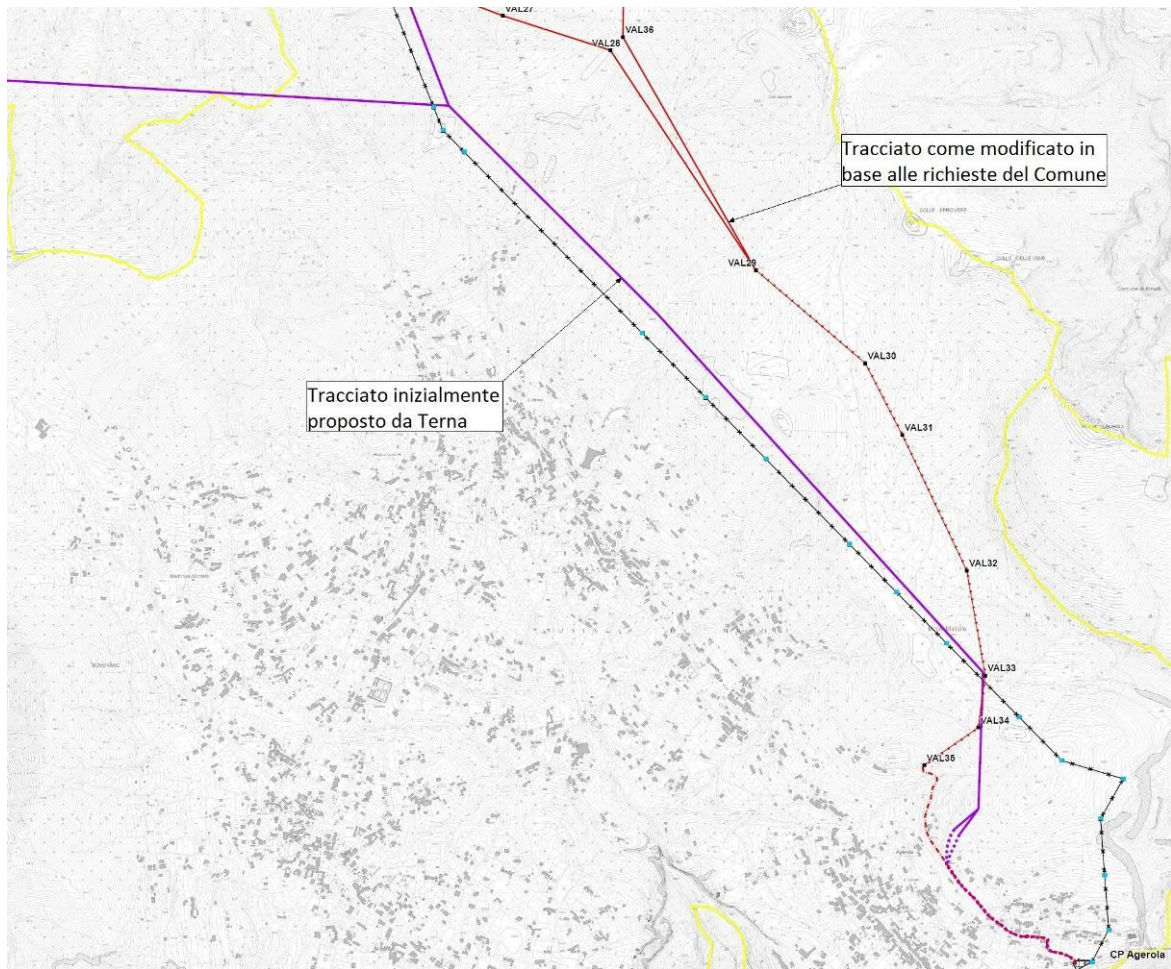 VAL27
VAL36
VAL28
Tracciato come modificato in
base alle richieste del Comune
VAL29
Tracciato inizialmente
proposto da Terna
VAL30
VAL31
VAL32
VAL33
VAL34
VAL35
CP Agerola